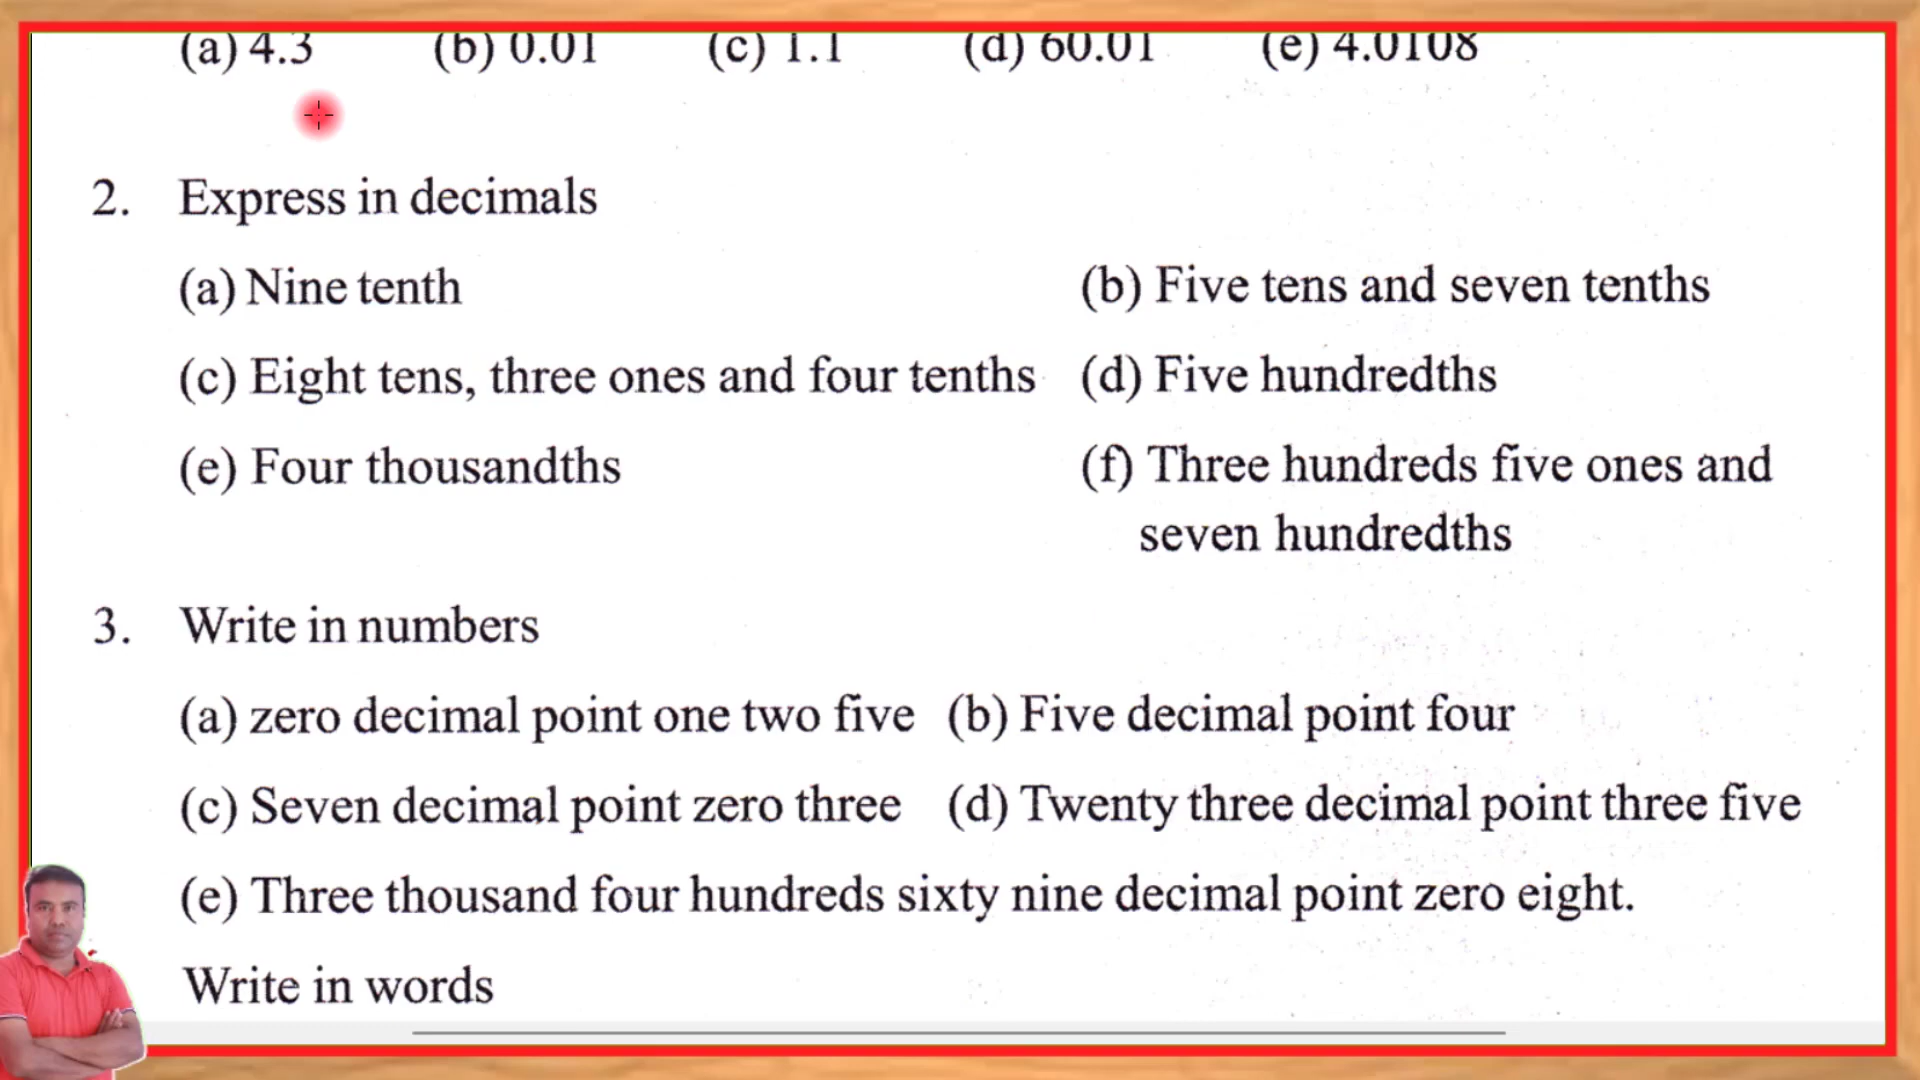 (a) 4.3 (b) 0.01 (c) 1.1 (d) 60.01 (e) 4.0108
2. Express in decimals
(a) Nine tenth (b) Five tens and seven tenths
(c) Eight tens, three ones and four tenths (d) Five hundredths
(e) Four thousandths (f) Three hundreds five ones and
seven hundredths
3. Write in numbers
(a) zero decimal point one two five (b) Five decimal point four
(c) Seven decimal point zero three (d) Twenty three decimal point three five
(e) Three thousand four hundreds sixty nine decimal point zero eight.
Write in words